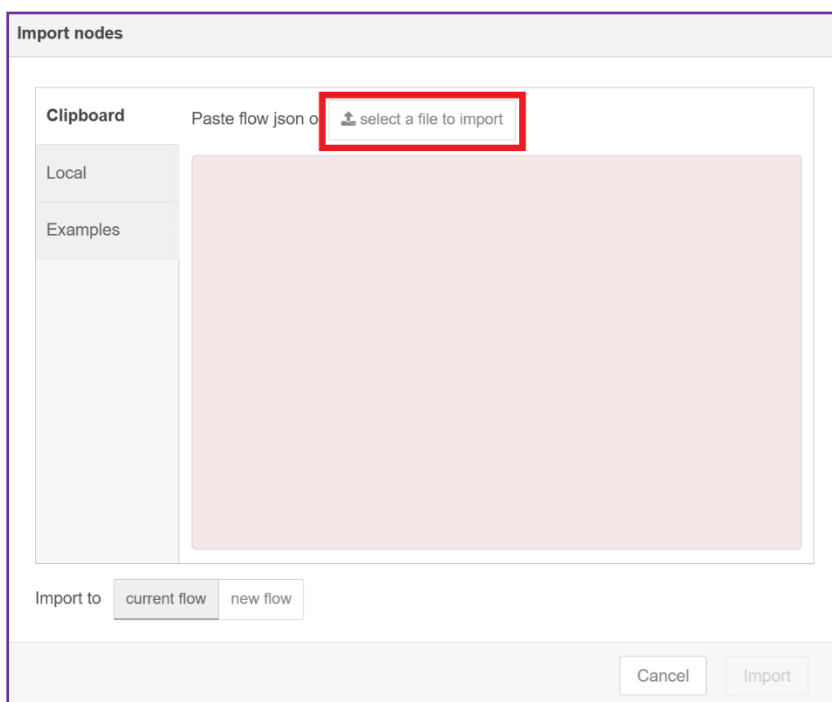 Import nodes
Clipboard
Paste flow json o select a file to import
Local
Examples
Import to current flow new flow
Cancel Import